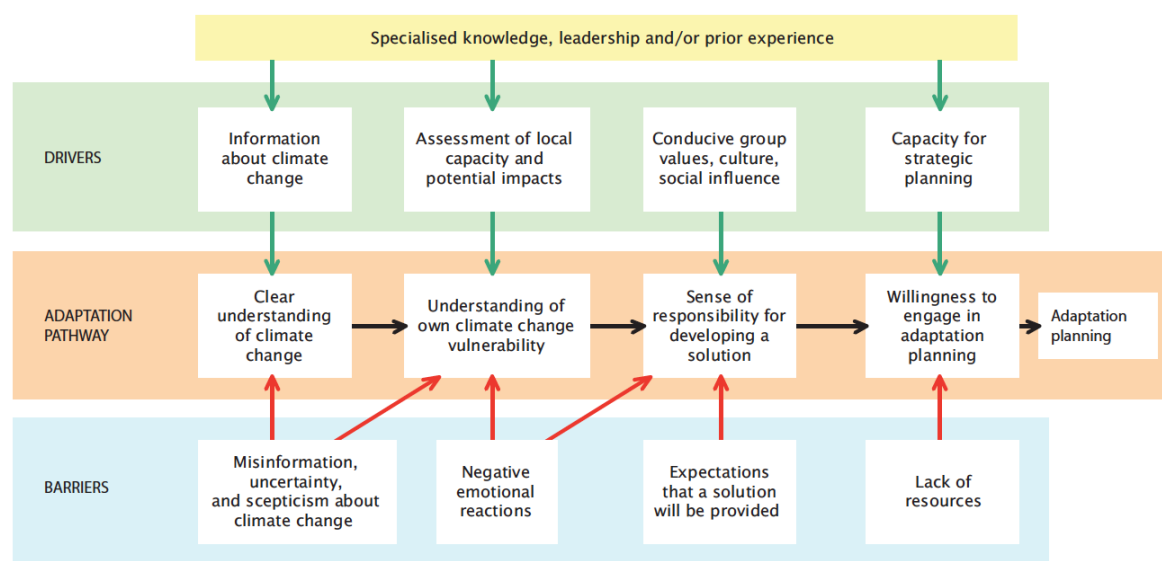 Specialised knowledge, leadership and/or prior experience
DRIVERS
Information
about climate
change
Assessment of local
capacity and
potential impacts
Conducive group
values, culture,
social influence
Capacity for
strategic
planning
ADAPTATION
PATHWAY
Clear
understanding
of climate
change
Understanding of
own climate change
vulnerability
Sense of
responsibility for
developing a
solution
Willingness to
engage in
adaptation
planning
Adaptation
planning
BARRIERS
Misinformation,
uncertainty,
and scepticism about
climate change
Negative
emotional
reactions
Expectations
that a solution
will be provided
Lack of
resources